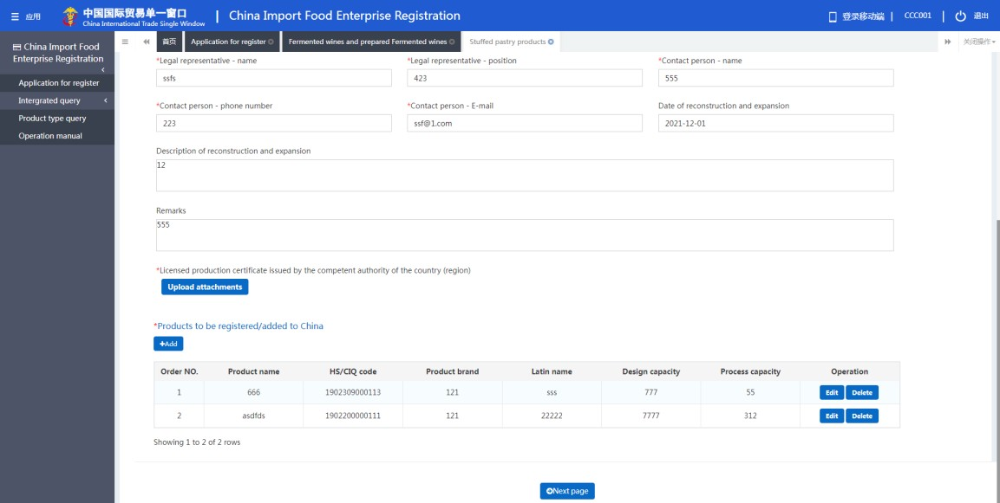 应用
中国国际贸易单一窗口
China International Trade Single Window
China Import Food Enterprise Registration
登录移动端
CCC001
退出
China Import Food
Enterprise Registration
Application for register
Intergrated query
Product type query
Operation manual
首页
Application for register
Fermented wines and prepared Fermented wines
Stuffed pastry products
关闭操作
*Legal representative - name
*Legal representative - position
*Contact person - name
ssfs
423
555
*Contact person - phone number
*Contact person - E-mail
Date of reconstruction and expansion
223
ssf@1.com
2021-12-01
Description of reconstruction and expansion
12
Remarks
555
*Licensed production certificate issued by the competent authority of the country (region)
Upload attachments
*Products to be registered/added to China
+Add
Order NO. Product name HS/CIQ code Product brand Latin name Design capacity Process capacity Operation
1 666 1902309000113 121 sss 777 55 Edit Delete
2 asdfds 1902200000111 121 22222 7777 312 Edit Delete
Showing 1 to 2 of 2 rows
Next page